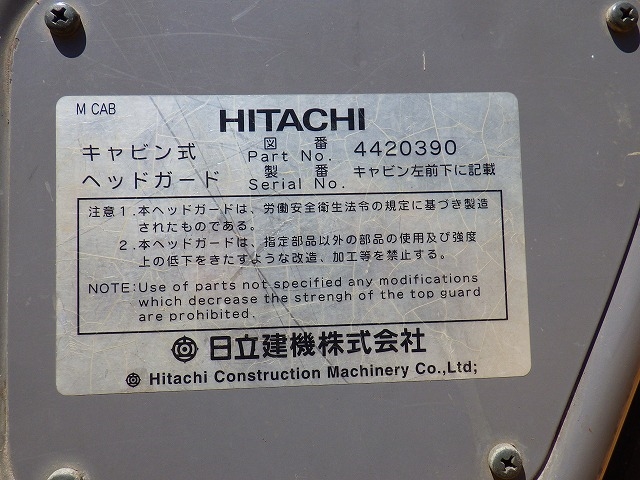 M CAB
HITACHI
キャビン式 図番 Part No. 4420390
ヘッドガード 製番 Serial No. キャビン左前下に記載
注意1.本ヘッドガードは、労働安全衛生法令の規定に基づき製造
されたものである。
2.本ヘッドガードは、指定部品以外の部品の使用及び強度
上の低下をきたすような改造、加工等を禁止する。
NOTE:Use of parts not specified any modifications
which decrease the strengh of the top guard
are prohibited.
日立建機株式会社
Hitachi Construction Machinery Co.,Ltd;